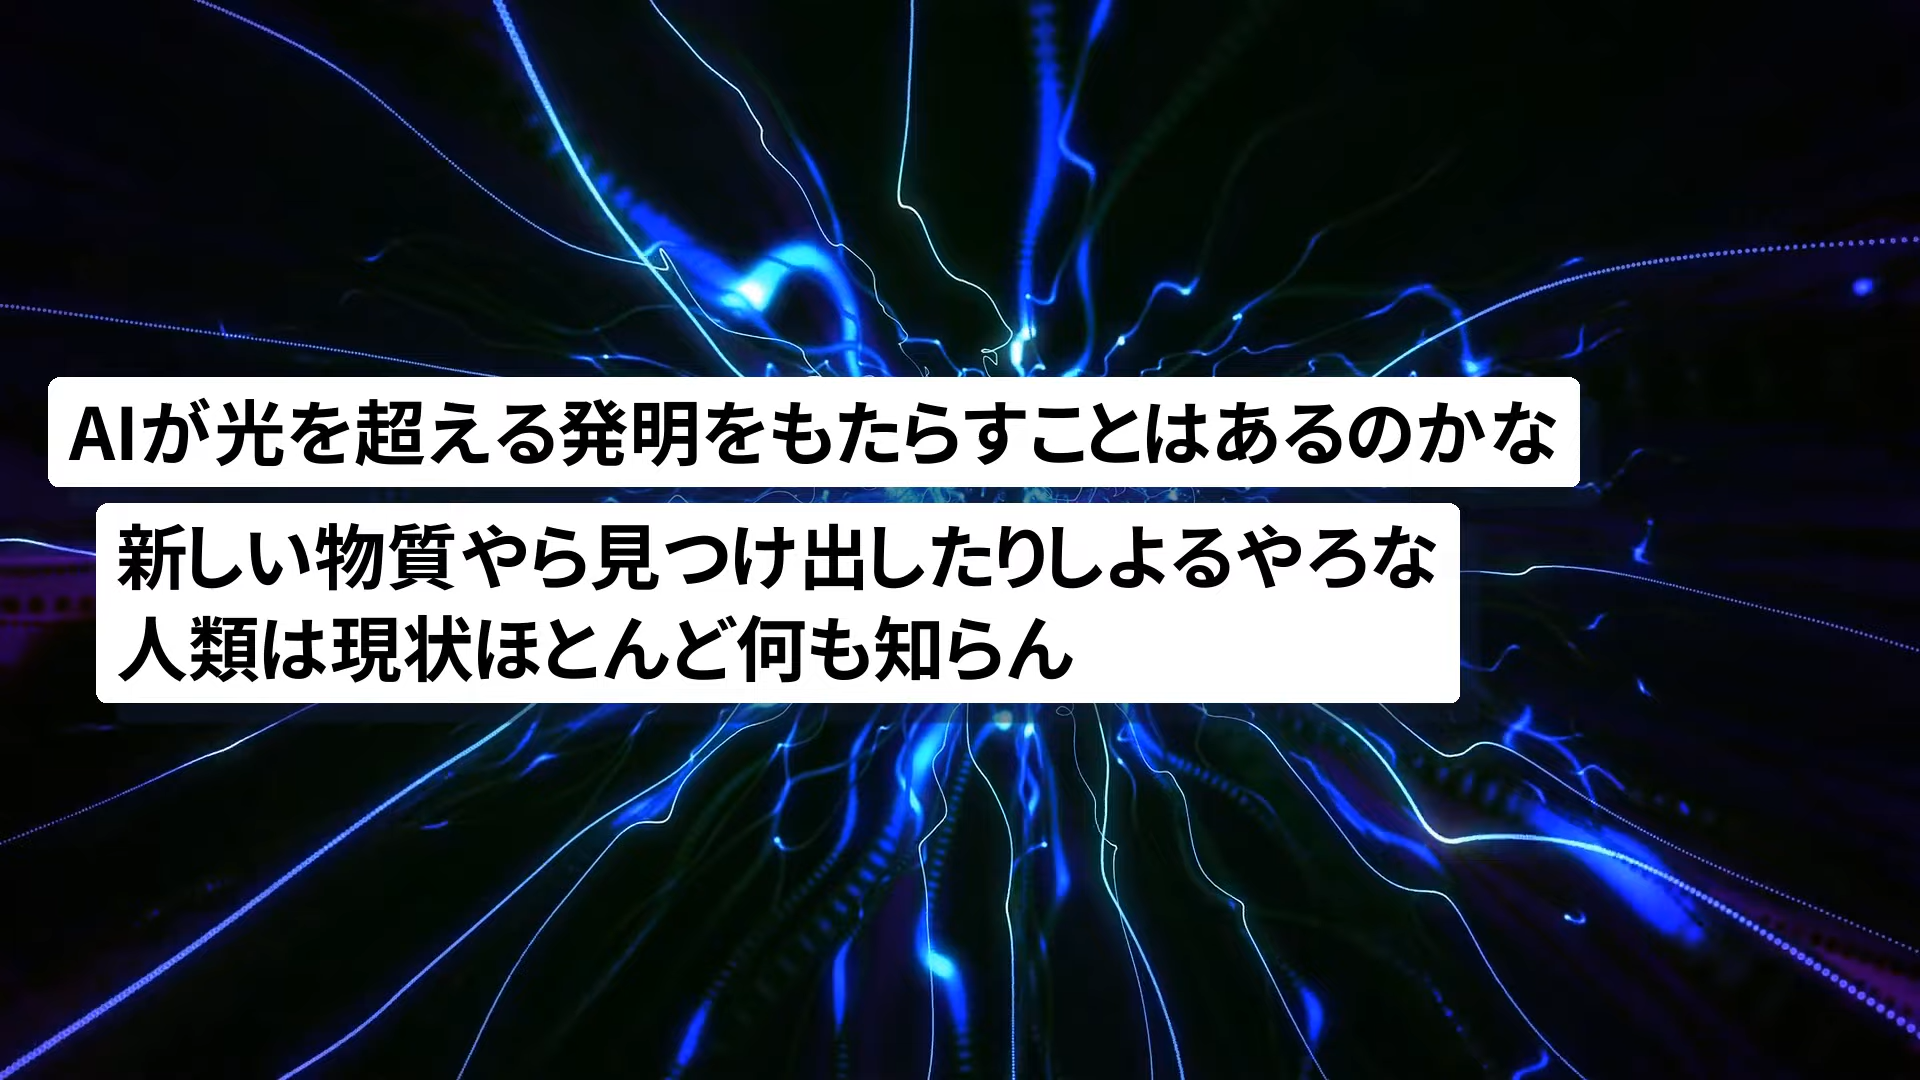 AIが光を超える発明をもたらすことはあるのかな
新しい物質やら見つけ出したりしよるやろな
人類は現状ほとんど何も知らん